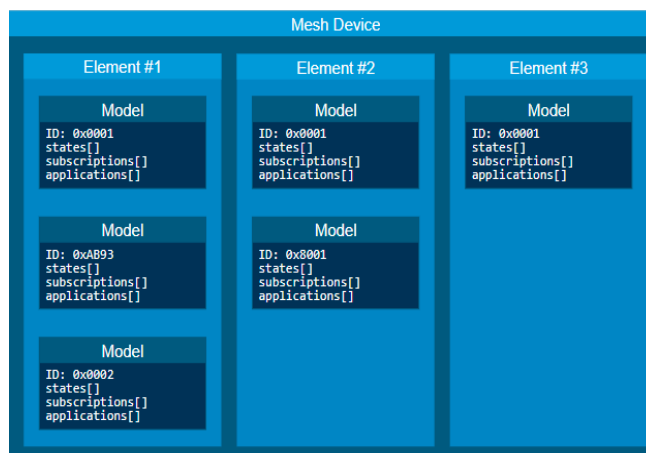 Mesh Device
Element #1
Model
ID: 0x0001
states[]
subscriptions[]
applications[]
Model
ID: 0xAB93
states[]
subscriptions[]
applications[]
Model
ID: 0x0002
states[]
subscriptions[]
applications[]
Element #2
Model
ID: 0x0001
states[]
subscriptions[]
applications[]
Model
ID: 0x8001
states[]
subscriptions[]
applications[]
Element #3
Model
ID: 0x0001
states[]
subscriptions[]
applications[]